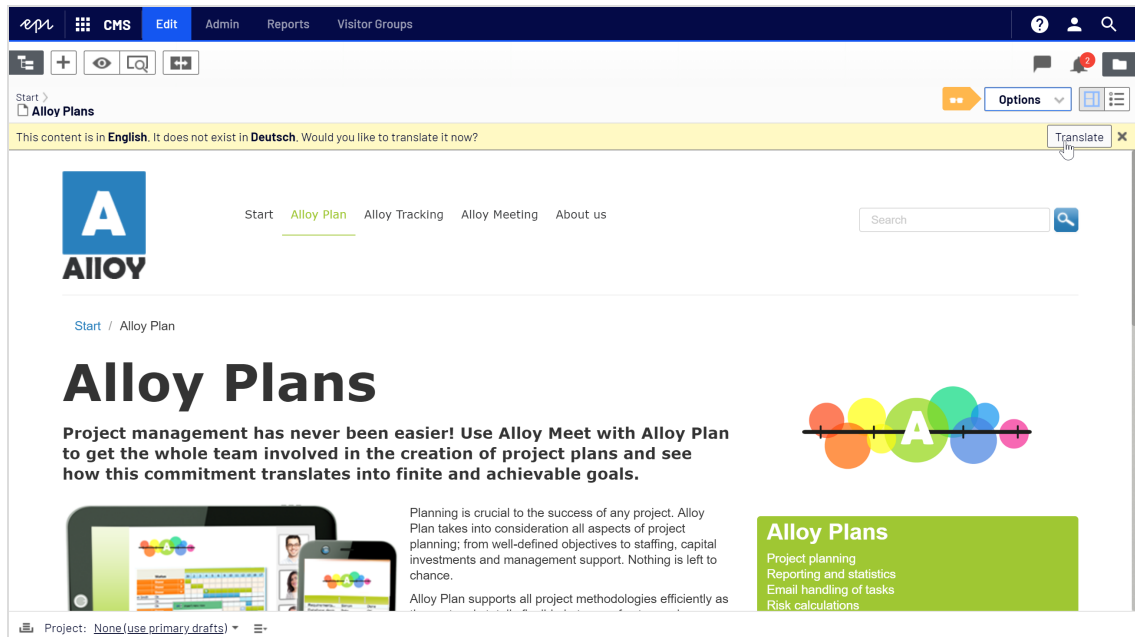 epi
CMS
Edit
Admin
Reports
Visitor Groups
?
2
Start
Alloy Plans
Options
This content is in English. It does not exist in Deutsch. Would you like to translate it now?
Translate
A
AllOY
Start
Alloy Plan
Alloy Tracking
Alloy Meeting
About us
Search
Start / Alloy Plan
Alloy Plans
A
Project management has never been easier! Use Alloy Meet with Alloy Plan
to get the whole team involved in the creation of project plans and see
how this commitment translates into finite and achievable goals.
Planning is crucial to the success of any project. Alloy
Plan takes into consideration all aspects of project
planning; from well-defined objectives to staffing, capital
investments and management support. Nothing is left to
chance.
Alloy Plan supports all project methodologies efficiently as
Alloy Plans
Project planning
Reporting and statistics
Email handling of tasks
Risk calculations
Project: None (use primary drafts)